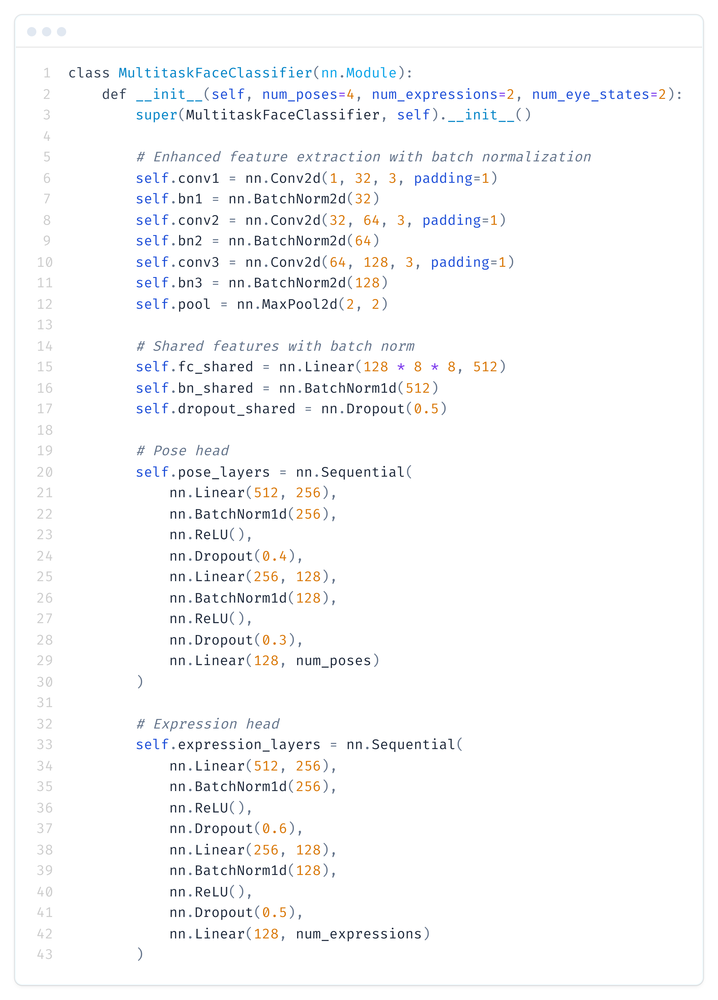 1 class MultitaskFaceClassifier(nn.Module):
2     def __init__(self, num_poses=4, num_expressions=2, num_eye_states=2):
3         super(MultitaskFaceClassifier, self).__init__()
4
5         # Enhanced feature extraction with batch normalization
6         self.conv1 = nn.Conv2d(1, 32, 3, padding=1)
7         self.bn1 = nn.BatchNorm2d(32)
8         self.conv2 = nn.Conv2d(32, 64, 3, padding=1)
9         self.bn2 = nn.BatchNorm2d(64)
10         self.conv3 = nn.Conv2d(64, 128, 3, padding=1)
11         self.bn3 = nn.BatchNorm2d(128)
12         self.pool = nn.MaxPool2d(2, 2)
13
14         # Shared features with batch norm
15         self.fc_shared = nn.Linear(128 * 8 * 8, 512)
16         self.bn_shared = nn.BatchNorm1d(512)
17         self.dropout_shared = nn.Dropout(0.5)
18
19         # Pose head
20         self.pose_layers = nn.Sequential(
21             nn.Linear(512, 256),
22             nn.BatchNorm1d(256),
23             nn.ReLU(),
24             nn.Dropout(0.4),
25             nn.Linear(256, 128),
26             nn.BatchNorm1d(128),
27             nn.ReLU(),
28             nn.Dropout(0.3),
29             nn.Linear(128, num_poses)
30         )
31
32         # Expression head
33         self.expression_layers = nn.Sequential(
34             nn.Linear(512, 256),
35             nn.BatchNorm1d(256),
36             nn.ReLU(),
37             nn.Dropout(0.6),
38             nn.Linear(256, 128),
39             nn.BatchNorm1d(128),
40             nn.ReLU(),
41             nn.Dropout(0.5),
42             nn.Linear(128, num_expressions)
43         )